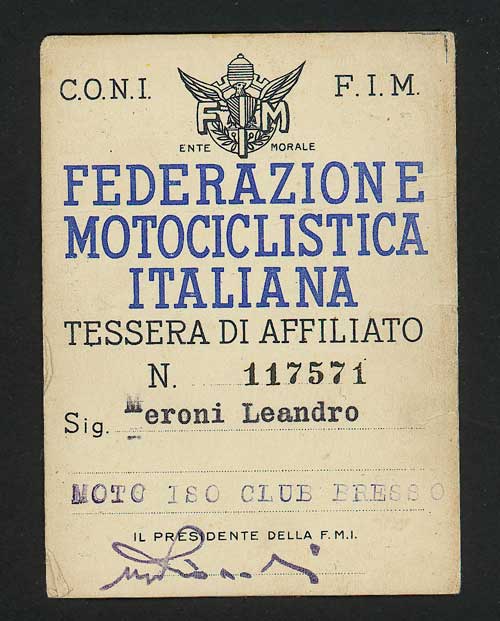 C.O.N.I. F.I.M.
FIM
ENTE MORALE
FEDERAZIONE
MOTOCICLISTICA
ITALIANA
TESSERA DI AFFILIATO
N. 117571
Sig. Meroni Leandro
MOTO ISO CLUB BRESSO
IL PRESIDENTE DELLA F.M.I.